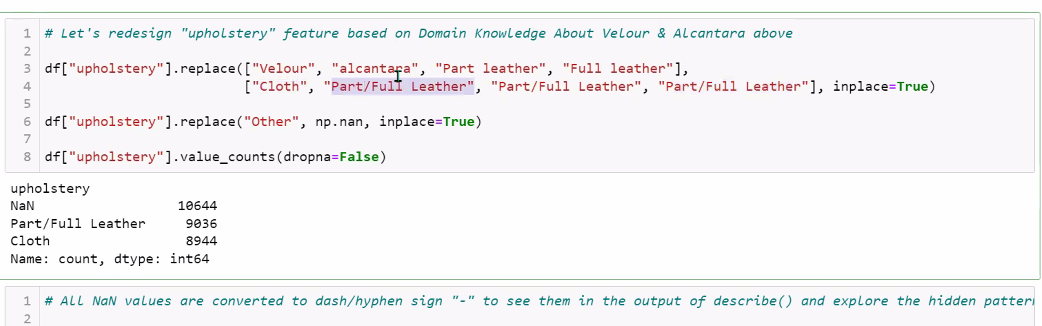 1 # Let's redesign "upholstery" feature based on Domain Knowledge About Velour & Alcantara above
2
3 df["upholstery"].replace(["Velour", "alcantara", "Part leather", "Full leather"],
4 ["Cloth", "Part/Full Leather", "Part/Full Leather", "Part/Full Leather"], inplace=True)
5
6 df["upholstery"].replace("Other", np.nan, inplace=True)
7
8 df["upholstery"].value_counts(dropna=False)
upholstery
NaN 10644
Part/Full Leather 9036
Cloth 8944
Name: count, dtype: int64
1 # All NaN values are converted to dash/hyphen sign "-" to see them in the output of describe() and explore the hidden
2